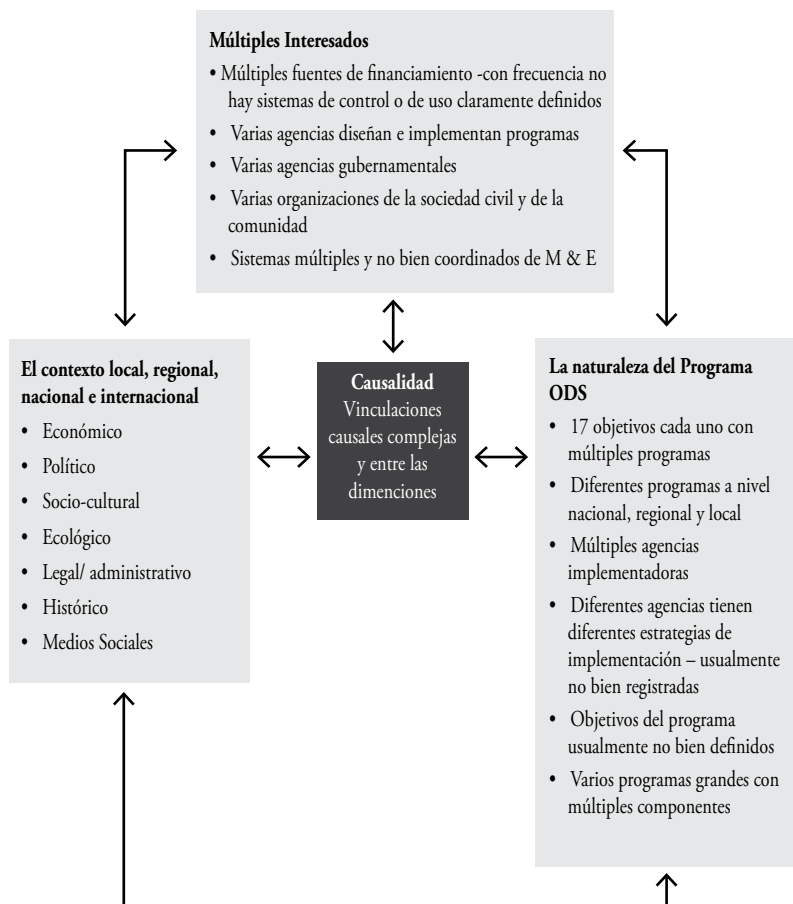 Múltiples Interesados
• Múltiples fuentes de financiamiento -con frecuencia no
hay sistemas de control o de uso claramente definidos
• Varias agencias diseñan e implementan programas
• Varias agencias gubernamentales
• Varias organizaciones de la sociedad civil y de la
comunidad
• Sistemas múltiples y no bien coordinados de M & E
El contexto local, regional,
nacional e internacional
• Económico
• Político
• Socio-cultural
• Ecológico
• Legal/ administrativo
• Histórico
• Medios Sociales
Causalidad
Vinculaciones
causales complejas
y entre las
dimenciones
La naturaleza del Programa
ODS
• 17 objetivos cada uno con
múltiples programas
• Diferentes programas a nivel
nacional, regional y local
• Múltiples agencias
implementadoras
• Diferentes agencias tienen
diferentes estrategias de
implementación – usualmente
no bien registradas
• Objetivos del programa
usualmente no bien definidos
• Varios programas grandes con
múltiples componentes